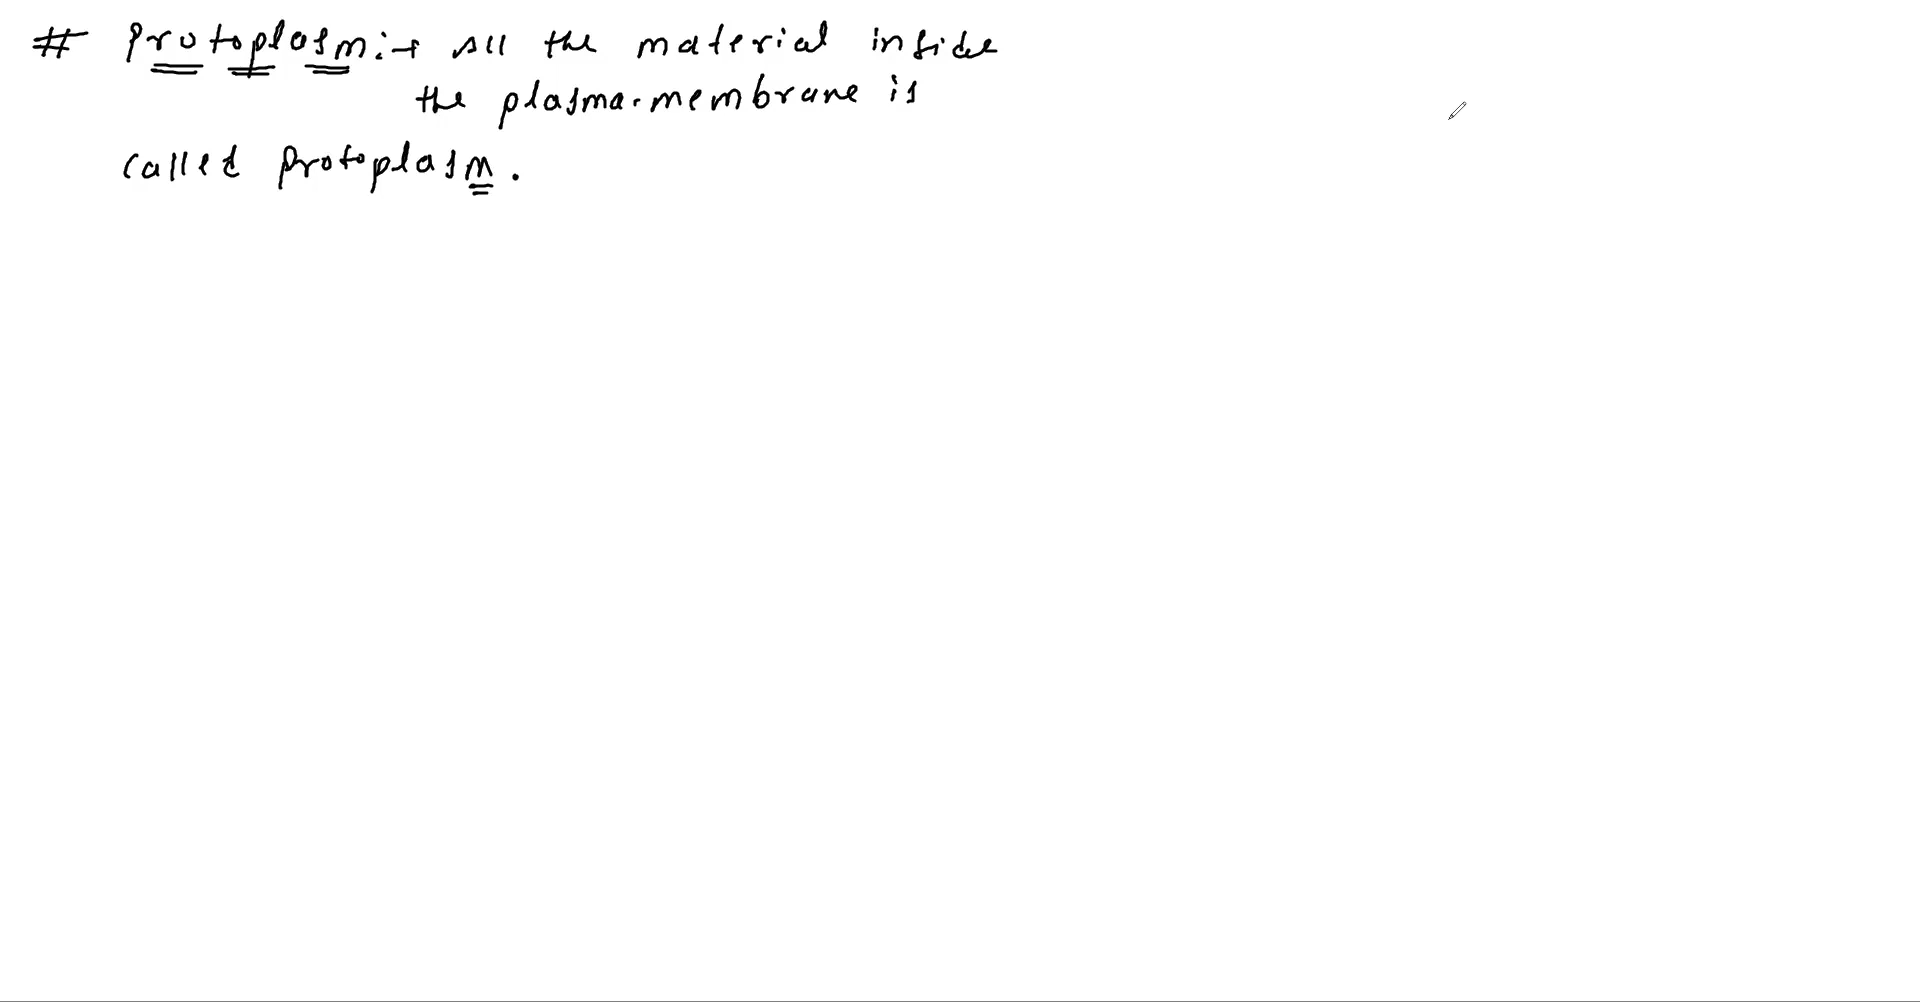 # Protoplasm:→ All the material inside
the plasma-membrane is
called protoplasm.